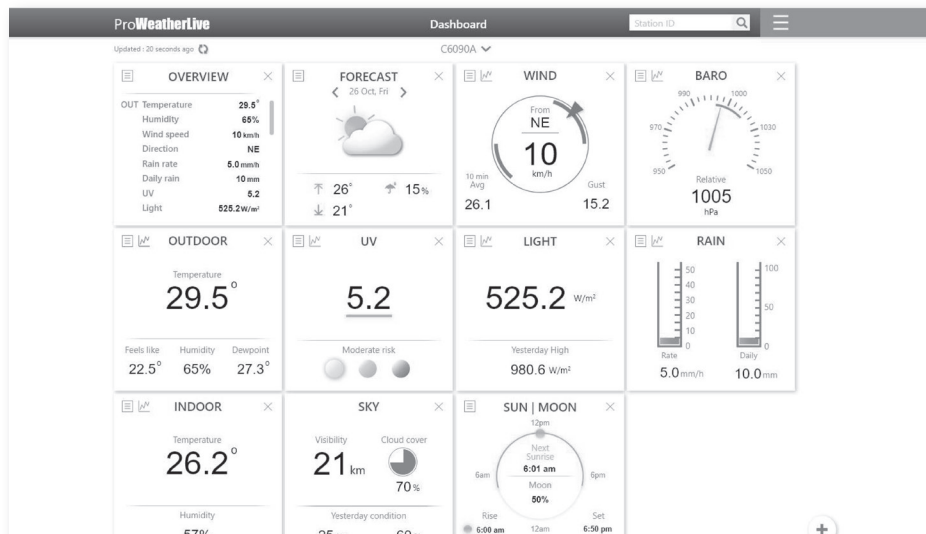 ProWeatherLive
Dashboard
Station ID
Updated : 20 seconds ago
C6090A
OVERVIEW
OUT Temperature 29.5°
Humidity 65%
Wind speed 10 km/h
Direction NE
Rain rate 5.0 mm/h
Daily rain 10 mm
UV 5.2
Light 525.2 W/m²
FORECAST
26 Oct, Fri
26° 15%
21°
WIND
From
NE
10
km/h
10 min
Avg
26.1
Gust
15.2
BARO
990 1000
970 1030
950 1050
Relative
1005
hPa
OUTDOOR
Temperature
29.5°
Feels like Humidity Dewpoint
22.5° 65% 27.3°
UV
5.2
Moderate risk
LIGHT
525.2 W/m²
Yesterday High
980.6 W/m²
RAIN
50
40
30
20
10
0
100
50
0
Rate Daily
5.0 mm/h 10.0 mm
INDOOR
Temperature
26.2°
Humidity
57%
SKY
Visibility Cloud cover
21 km
70 %
Yesterday condition
SUN | MOON
12pm
Next
Sunrise
6:01 am
6am 6pm
Moon
50%
Rise Set
6:00 am 12am 6:50 pm